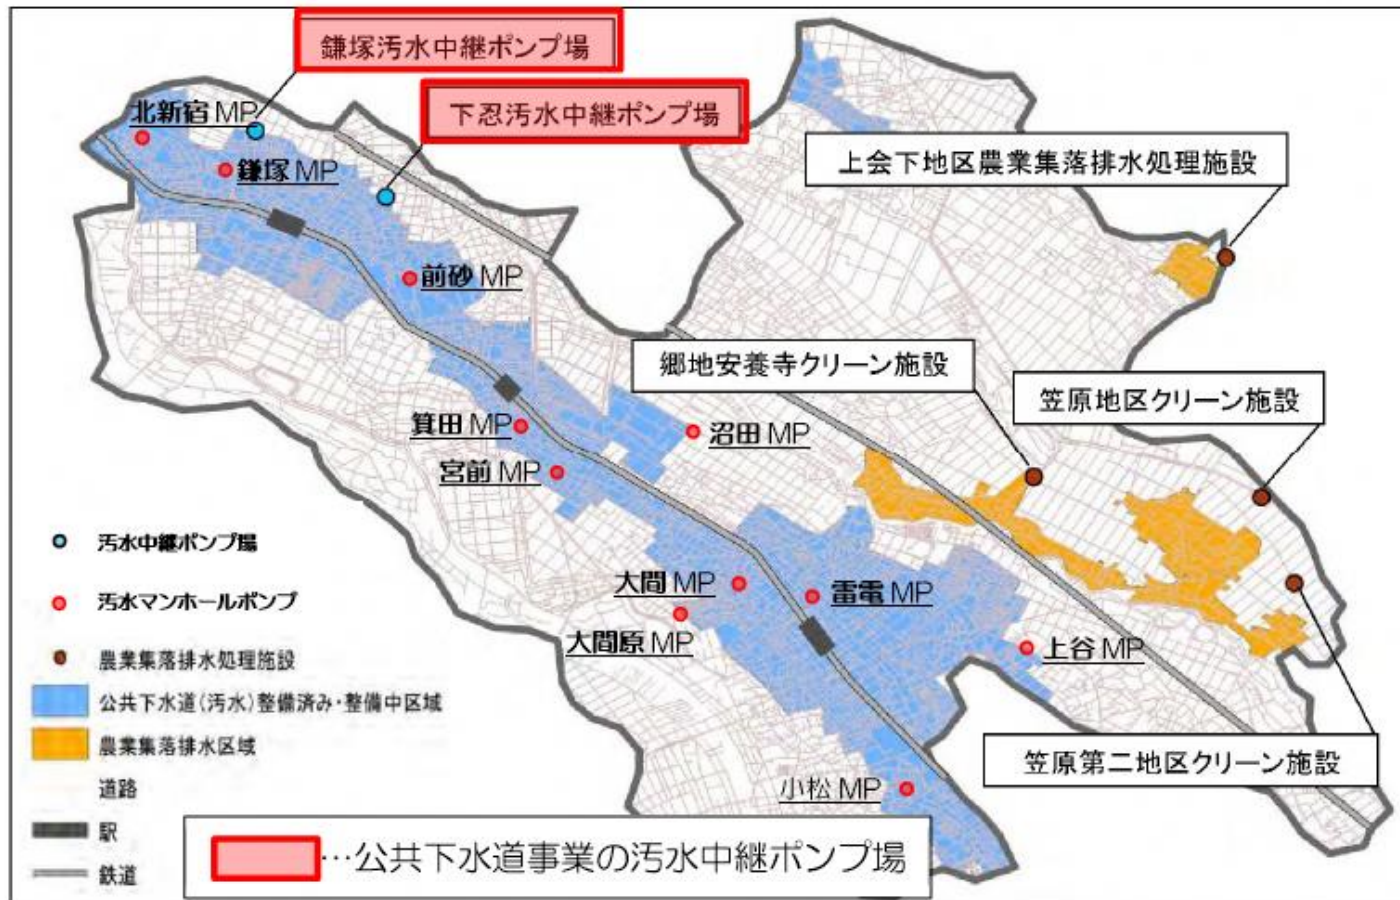 鎌塚汚水中継ポンプ場
下忍汚水中継ポンプ場
北新宿 MP
鎌塚 MP
上会下地区農業集落排水処理施設
前砂 MP
郷地安養寺クリーン施設
笠原地区クリーン施設
箕田 MP
沼田 MP
宮前 MP
汚水中継ポンプ場
汚水マンホールポンプ
農業集落排水処理施設
公共下水道(汚水)整備済み・整備中区域
農業集落排水区域
道路
駅
鉄道
大間 MP
雷電 MP
大間原 MP
上谷 MP
笠原第二地区クリーン施設
小松 MP
…公共下水道事業の汚水中継ポンプ場